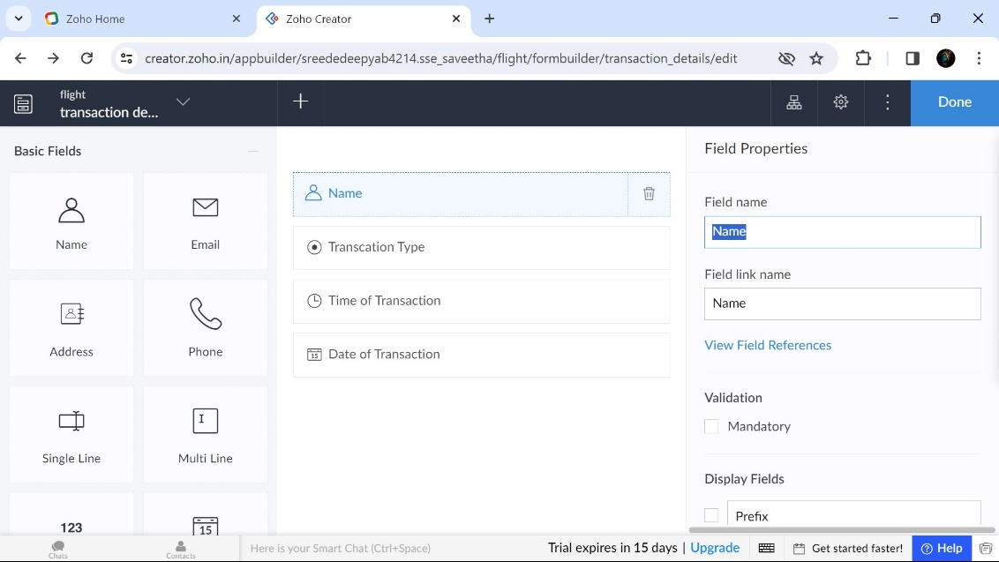 Zoho Home
Zoho Creator
creator.zoho.in/appbuilder/sreededeepyab4214.sse_saveetha/flight/formbuilder/transaction_details/edit
flight
transaction de...
Done
Basic Fields
Name
Email
Address
Phone
Single Line
Multi Line
123
15
Name
Transcation Type
Time of Transaction
15 Date of Transaction
Field Properties
Field name
Name
Field link name
Name
View Field References
Validation
Mandatory
Display Fields
Prefix
Chats
Contacts
Here is your Smart Chat (Ctrl+Space)
Trial expires in 15 days | Upgrade
Get started faster!
Help